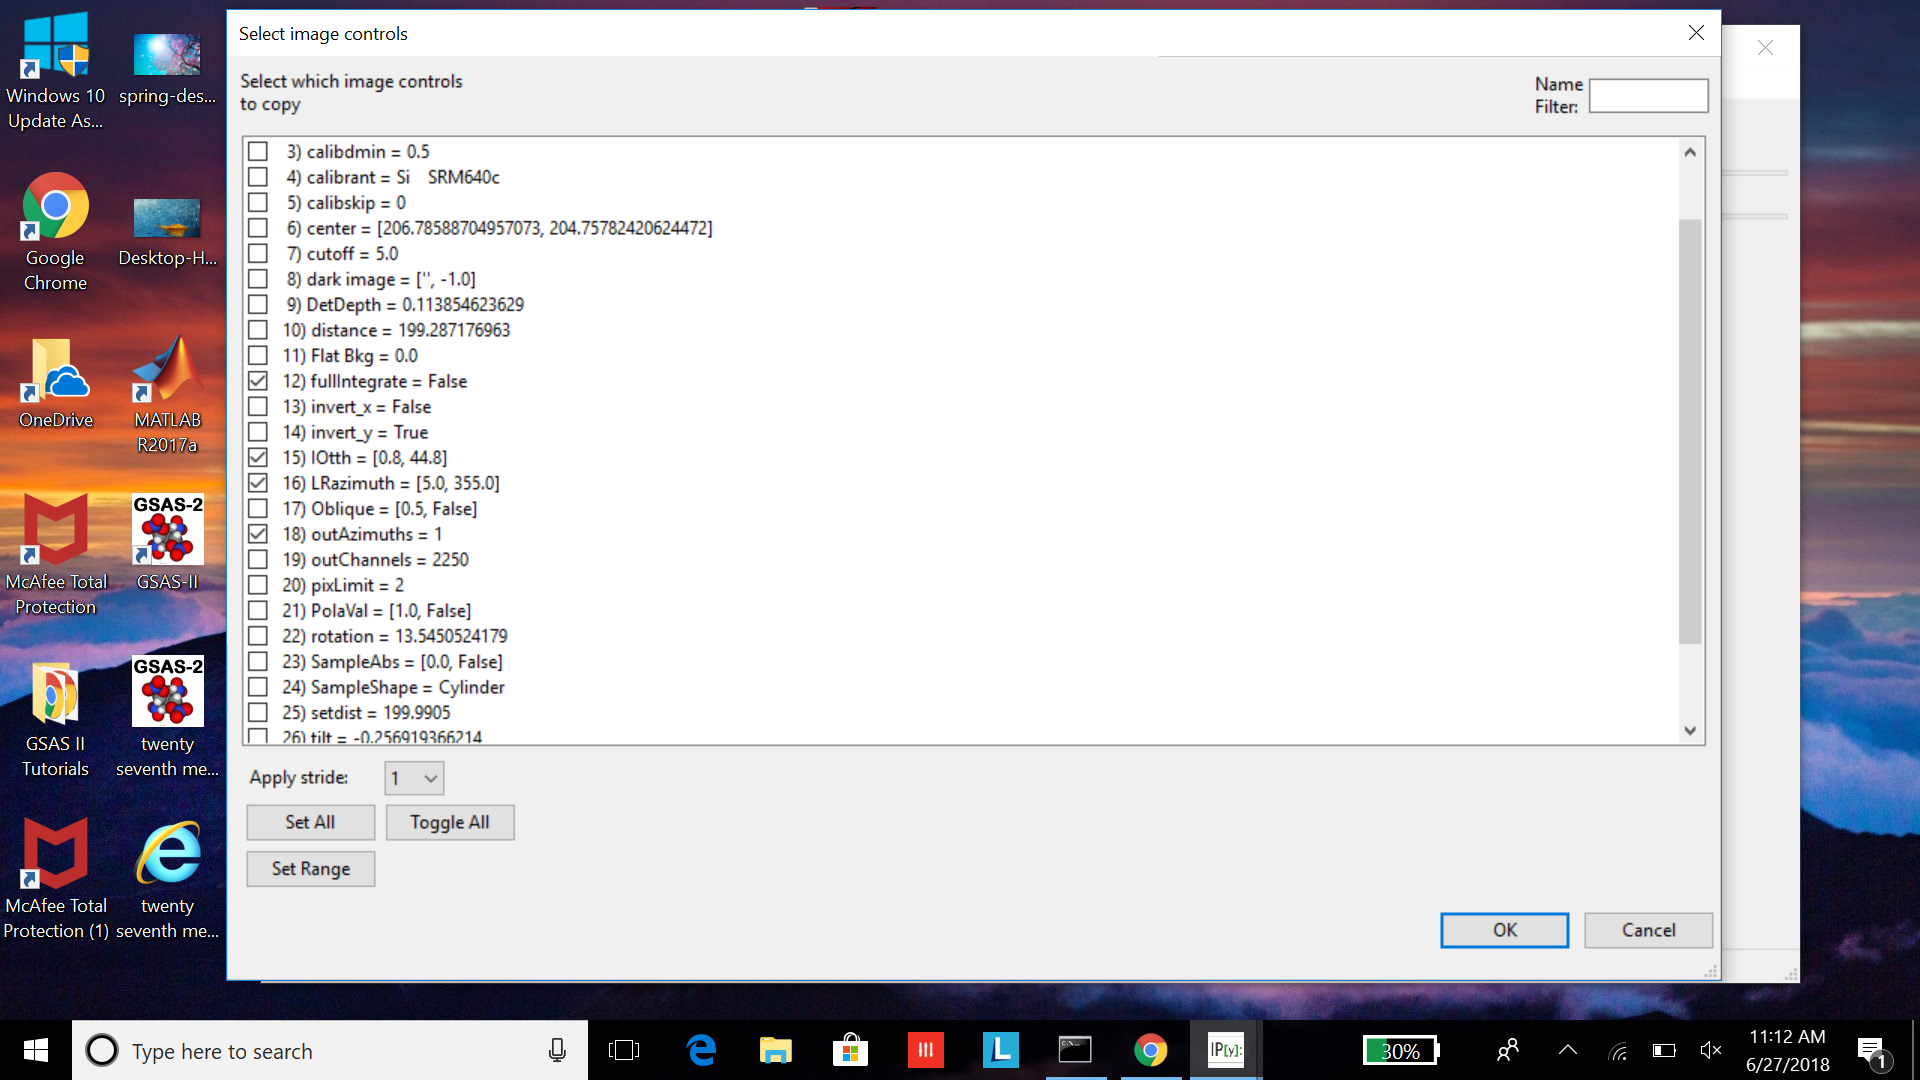 Select image controls
Select which image controls
to copy
Name
Filter:
3) calibdmin = 0.5
4) calibrant = Si    SRM640c
5) calibskip = 0
6) center = [206.78588704957073, 204.75782420624472]
7) cutoff = 5.0
8) dark image = ['', -1.0]
9) DetDepth = 0.113854623629
10) distance = 199.287176963
11) Flat Bkg = 0.0
12) fullIntegrate = False
13) invert_x = False
14) invert_y = True
15) IOtth = [0.8, 44.8]
16) LRazimuth = [5.0, 355.0]
17) Oblique = [0.5, False]
18) outAzimuths = 1
19) outChannels = 2250
20) pixLimit = 2
21) PolaVal = [1.0, False]
22) rotation = 13.5450524179
23) SampleAbs = [0.0, False]
24) SampleShape = Cylinder
25) setdist = 199.9905
26) tilt = -0.256919366214
Apply stride:
1
Set All
Toggle All
Set Range
OK
Cancel
Windows 10
Update As...
spring-des...
Google
Chrome
Desktop-H...
OneDrive
MATLAB
R2017a
McAfee Total
Protection
GSAS-2
GSAS-II
GSAS II
Tutorials
GSAS-2
twenty
seventh me...
McAfee Total
Protection (1)
twenty
seventh me...
Type here to search
L
C:\_
IP[y]:
30%
11:12 AM
6/27/2018
1